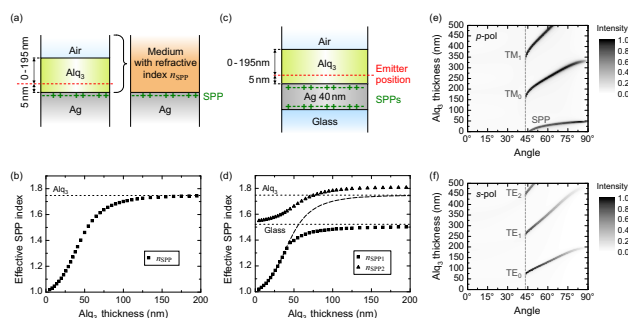 (a)
Air
0-195nm
Alq3
5nm
Ag
Medium
with refractive
index nSPP
SPP
(c)
Air
0-195nm
Alq3
5nm
Emitter
position
Ag 40nm
SPPs
Glass
(e)
p-pol
Intensity
1.0
0.8
0.6
0.4
0.2
0.0
Alq3 thickness (nm)
500
450
400
350
300
250
200
150
100
50
0
TM1
TM0
SPP
0° 15° 30° 45° 60° 75° 90°
Angle
(b)
Effective SPP index
1.8
1.6
1.4
1.2
1.0
Alq3
nSPP
0 50 100 150 200
Alq3 thickness (nm)
(d)
Effective SPP index
1.8
1.6
1.4
1.2
1.0
Alq3
Glass
nSPP1
nSPP2
0 50 100 150 200
Alq3 thickness (nm)
(f)
s-pol
Intensity
1.0
0.8
0.6
0.4
0.2
0.0
Alq3 thickness (nm)
500
450
400
350
300
250
200
150
100
50
0
TE2
TE1
TE0
0° 15° 30° 45° 60° 75° 90°
Angle